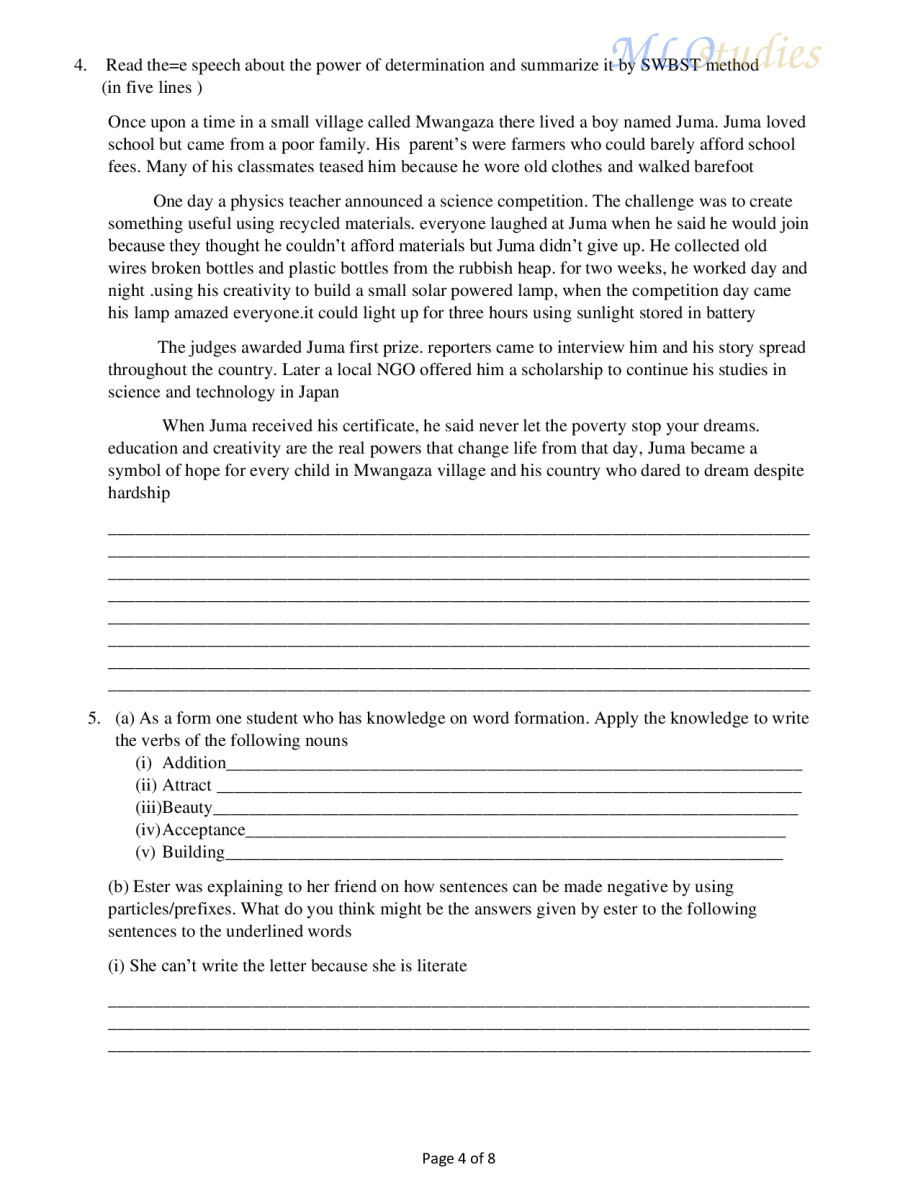 MLOstudies
4. Read the=e speech about the power of determination and summarize it by SWBST method
(in five lines )
Once upon a time in a small village called Mwangaza there lived a boy named Juma. Juma loved
school but came from a poor family. His parent’s were farmers who could barely afford school
fees. Many of his classmates teased him because he wore old clothes and walked barefoot
One day a physics teacher announced a science competition. The challenge was to create
something useful using recycled materials. everyone laughed at Juma when he said he would join
because they thought he couldn’t afford materials but Juma didn’t give up. He collected old
wires broken bottles and plastic bottles from the rubbish heap. for two weeks, he worked day and
night .using his creativity to build a small solar powered lamp, when the competition day came
his lamp amazed everyone.it could light up for three hours using sunlight stored in battery
The judges awarded Juma first prize. reporters came to interview him and his story spread
throughout the country. Later a local NGO offered him a scholarship to continue his studies in
science and technology in Japan
When Juma received his certificate, he said never let the poverty stop your dreams.
education and creativity are the real powers that change life from that day, Juma became a
symbol of hope for every child in Mwangaza village and his country who dared to dream despite
hardship
5. (a) As a form one student who has knowledge on word formation. Apply the knowledge to write
the verbs of the following nouns
(i) Addition
(ii) Attract
(iii)Beauty
(iv)Acceptance
(v) Building
(b) Ester was explaining to her friend on how sentences can be made negative by using
particles/prefixes. What do you think might be the answers given by ester to the following
sentences to the underlined words
(i) She can’t write the letter because she is literate
Page 4 of 8